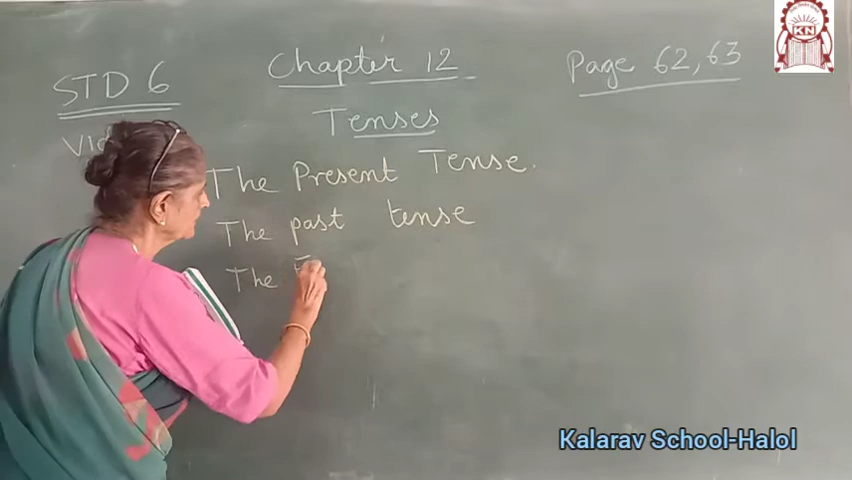 STD 6 Chapter 12 Page 62, 63
Tenses
The Present Tense.
The past tense
The
Kalarav School-Halol
KN